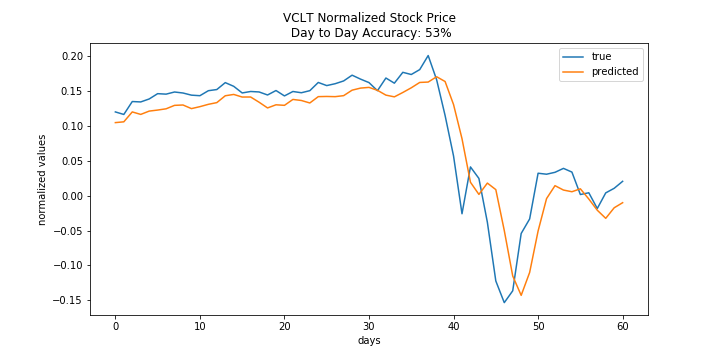 VCLT Normalized Stock Price
Day to Day Accuracy: 53%
true
predicted
normalized values
0.20
0.15
0.10
0.05
0.00
−0.05
−0.10
−0.15
0 10 20 30 40 50 60
days